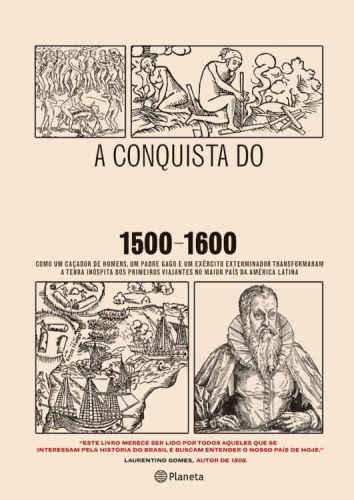 A CONQUISTA DO
1500–1600
COMO UM CAÇADOR DE HOMENS, UM PADRE GAGO E UM EXÉRCITO EXTERMINADOR TRANSFORMARAM
A TERRA INÓSPITA DOS PRIMEIROS VIAJANTES NO MAIOR PAÍS DA AMÉRICA LATINA
"ESTE LIVRO MERECE SER LIDO POR TODOS AQUELES QUE SE
INTERESSAM PELA HISTÓRIA DO BRASIL E BUSCAM ENTENDER O NOSSO PAÍS DE HOJE."
LAURENTINO GOMES, AUTOR DE 1808.
Planeta